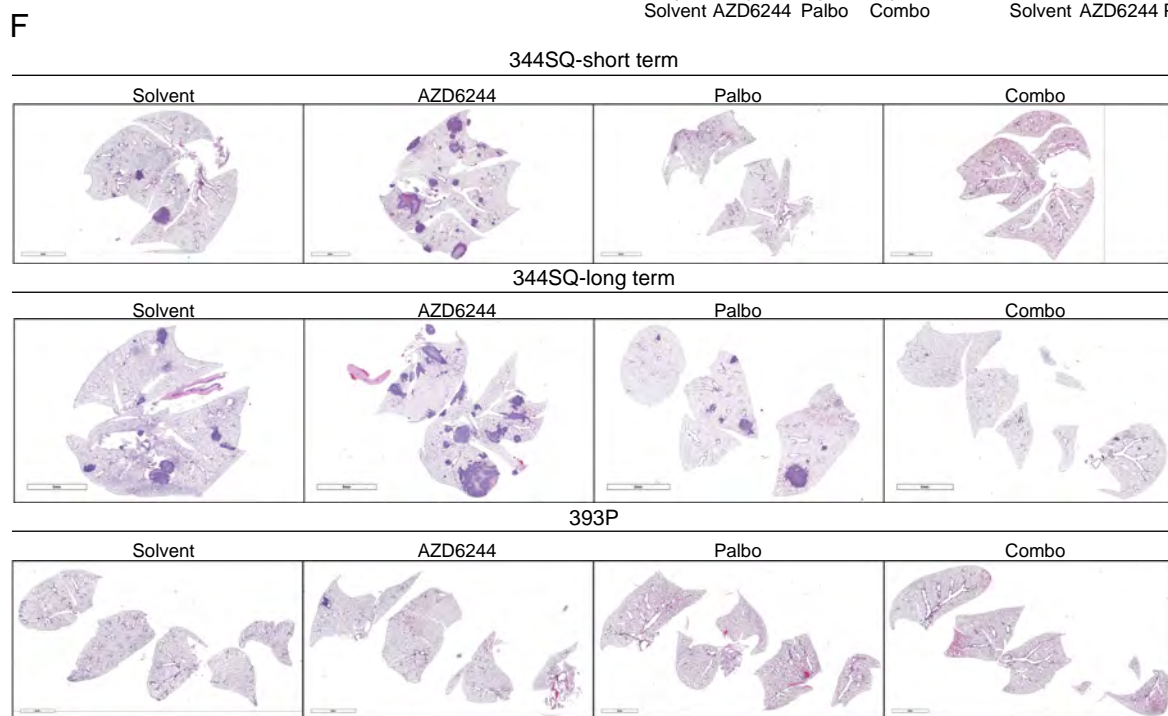 Solvent AZD6244 Palbo Combo Solvent AZD6244 P
F
344SQ-short term
Solvent AZD6244 Palbo Combo
344SQ-long term
Solvent AZD6244 Palbo Combo
393P
Solvent AZD6244 Palbo Combo